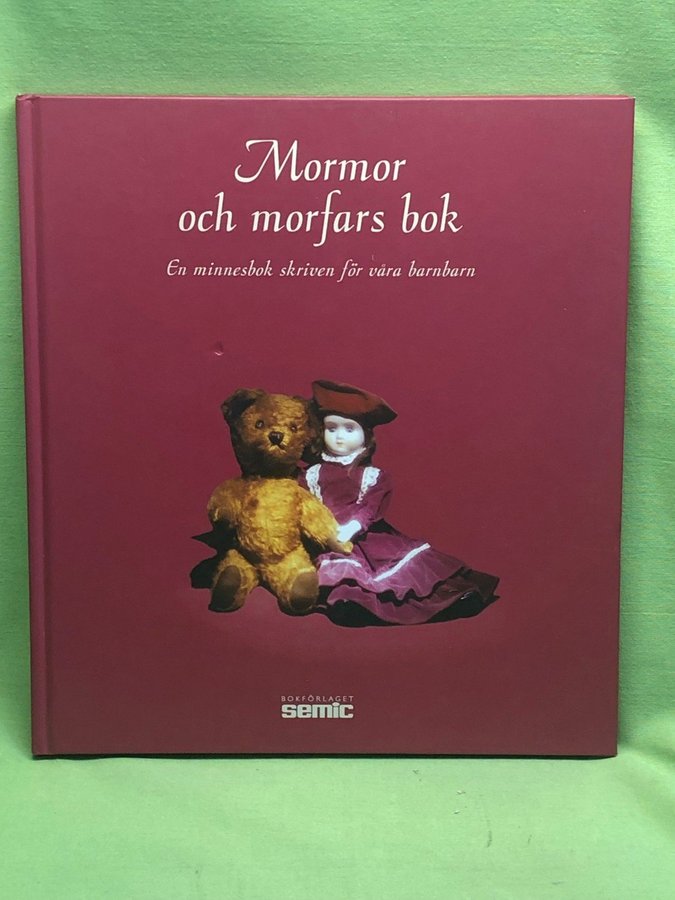 Mormor
och morfars bok
En minnesbok skriven för våra barnbarn
BOKFÖRLAGET
semic